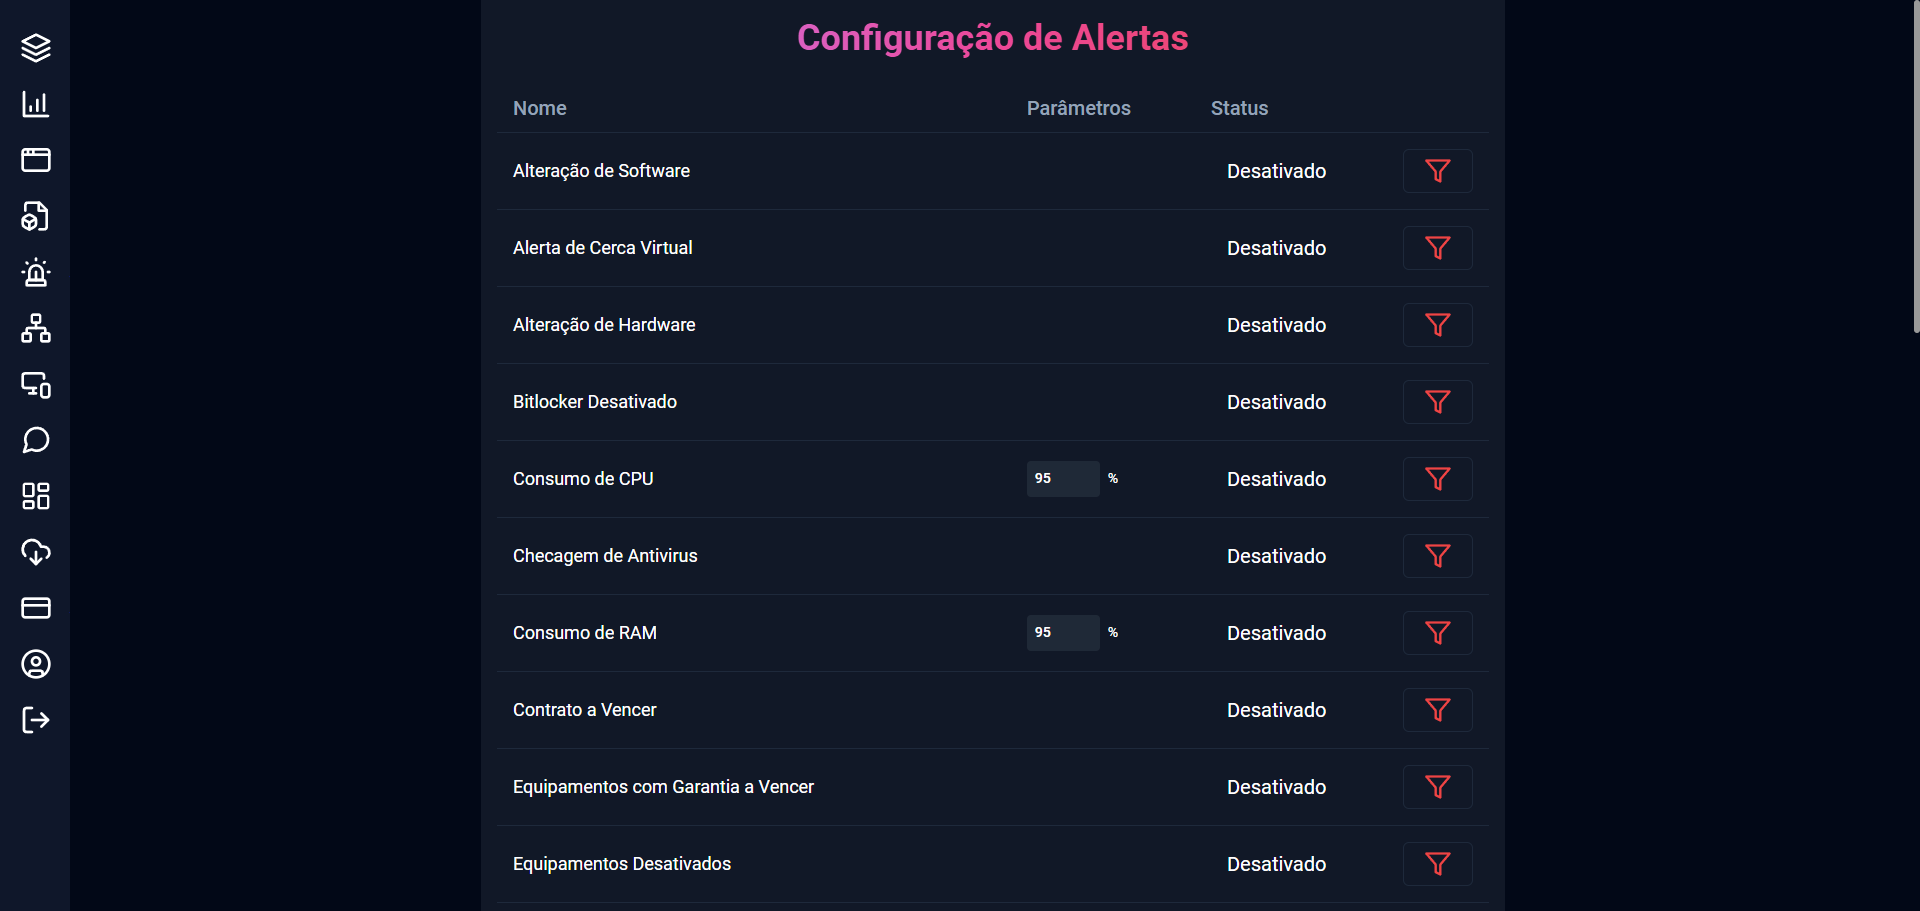 Configuração de Alertas
Nome Parâmetros Status
Alteração de Software Desativado
Alerta de Cerca Virtual Desativado
Alteração de Hardware Desativado
Bitlocker Desativado Desativado
Consumo de CPU 95 % Desativado
Checagem de Antivirus Desativado
Consumo de RAM 95 % Desativado
Contrato a Vencer Desativado
Equipamentos com Garantia a Vencer Desativado
Equipamentos Desativados Desativado